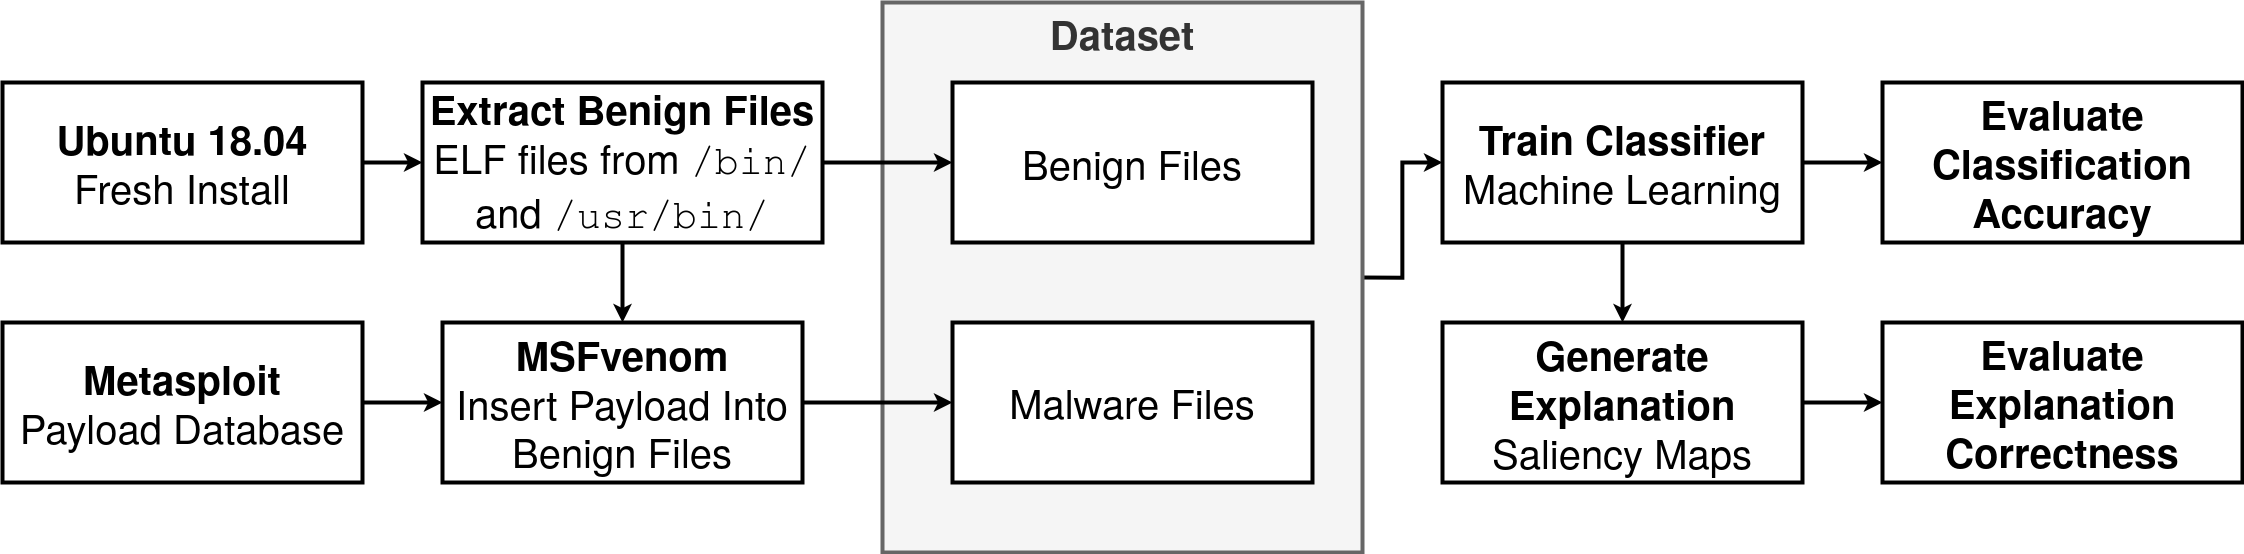 Dataset
Ubuntu 18.04
Fresh Install
Extract Benign Files
ELF files from /bin/
and /usr/bin/
Benign Files
Train Classifier
Machine Learning
Evaluate
Classification
Accuracy
Metasploit
Payload Database
MSFvenom
Insert Payload Into
Benign Files
Malware Files
Generate
Explanation
Saliency Maps
Evaluate
Explanation
Correctness